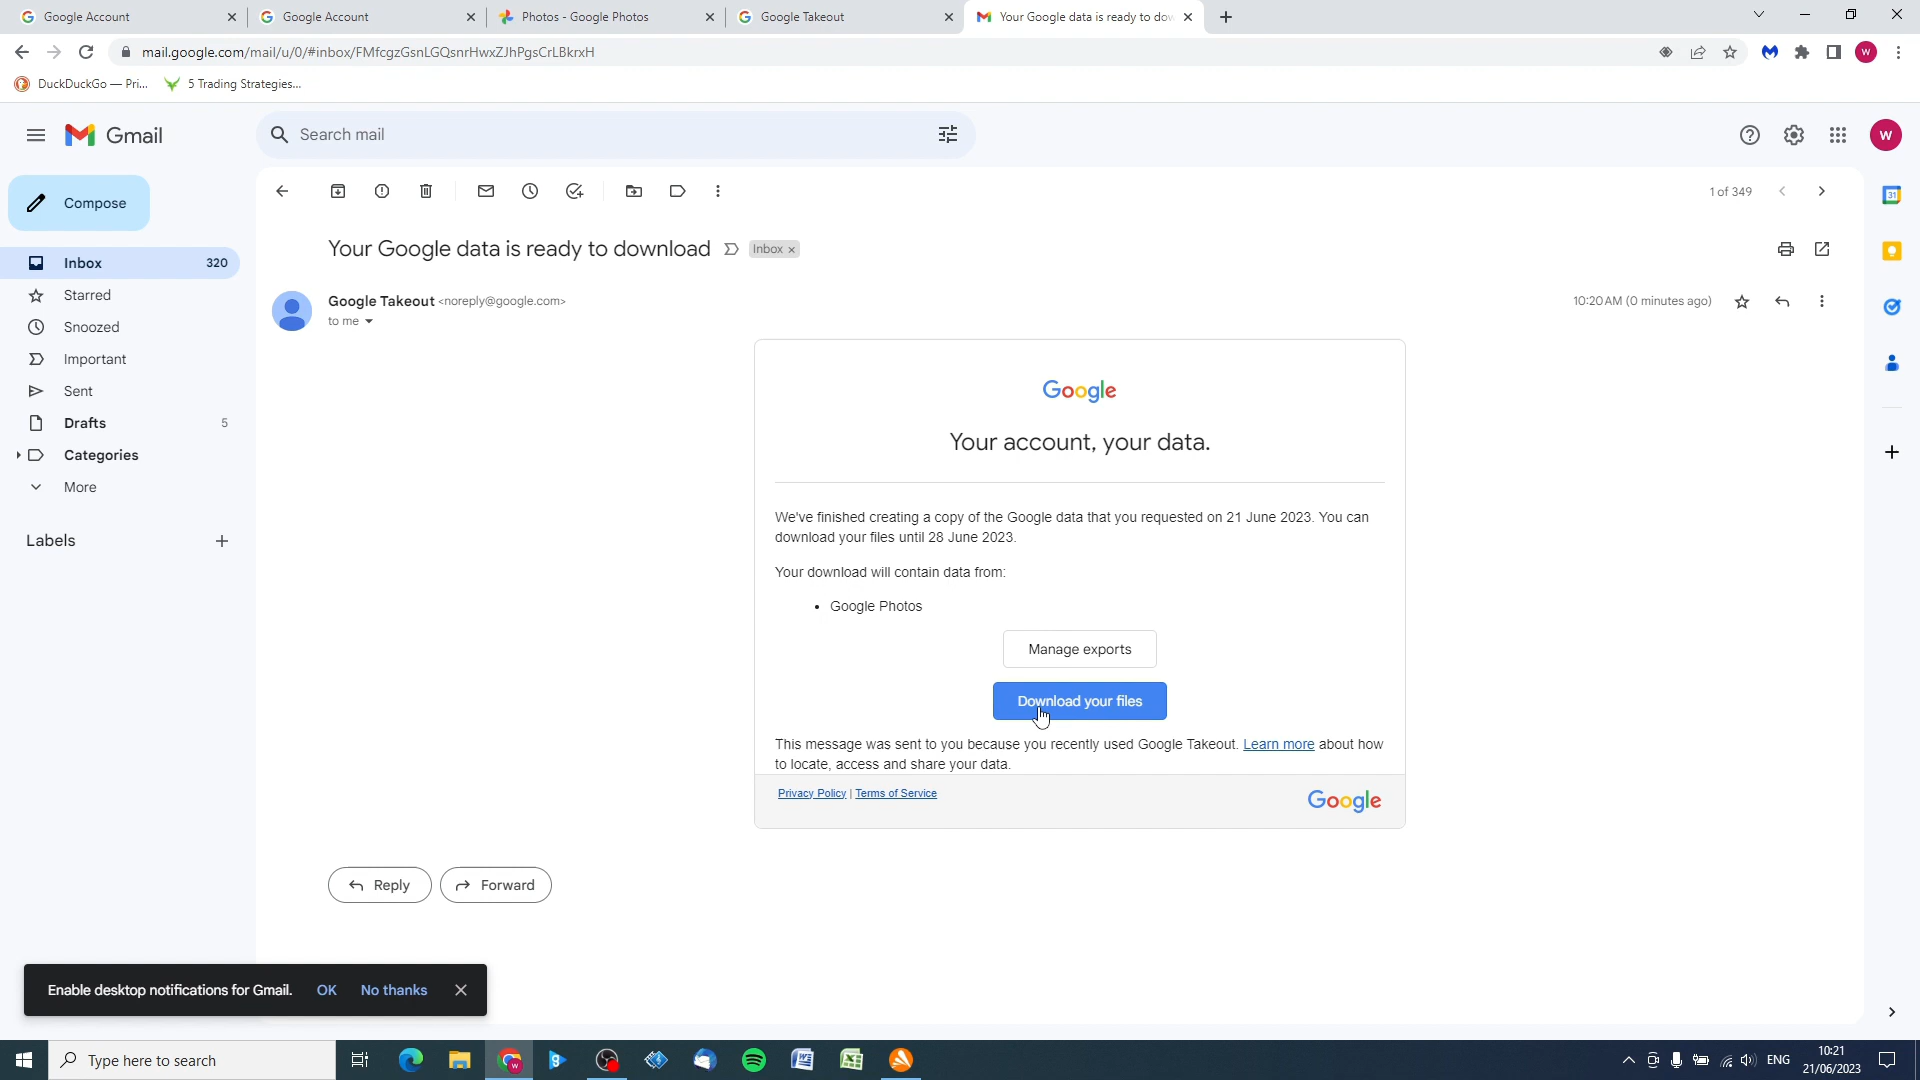 Google Account
Google Account
Photos - Google Photos
Google Takeout
Your Google data is ready to dow
mail.google.com/mail/u/0/#inbox/FMfcgzGsnLGQsnrHwxZJhPgsCrLBkrxH
W
DuckDuckGo — Pri...
5 Trading Strategies...
Gmail
Search mail
W
Compose
1 of 349
31
Your Google data is ready to download
Inbox ×
Inbox 320
Starred
Snoozed
Important
Sent
Drafts 5
Categories
More
Labels
Google Takeout <noreply@google.com>
to me
10:20 AM (0 minutes ago)
Google
Your account, your data.
We've finished creating a copy of the Google data that you requested on 21 June 2023. You can
download your files until 28 June 2023.
Your download will contain data from:
• Google Photos
Manage exports
Download your files
This message was sent to you because you recently used Google Takeout. Learn more about how
to locate, access and share your data.
Privacy Policy | Terms of Service
Google
Reply
Forward
Enable desktop notifications for Gmail. OK No thanks
Type here to search
ENG
10:21
21/06/2023